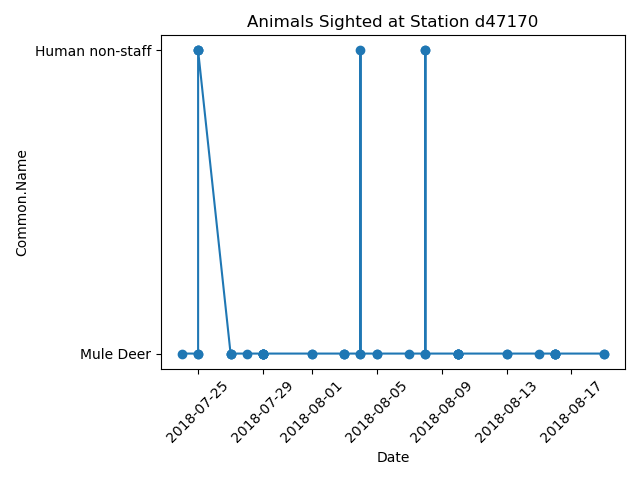 Animals Sighted at Station d47170
Human non-staff
Common.Name
Mule Deer
2018-07-25
2018-07-29
2018-08-01
2018-08-05
2018-08-09
2018-08-13
2018-08-17
Date